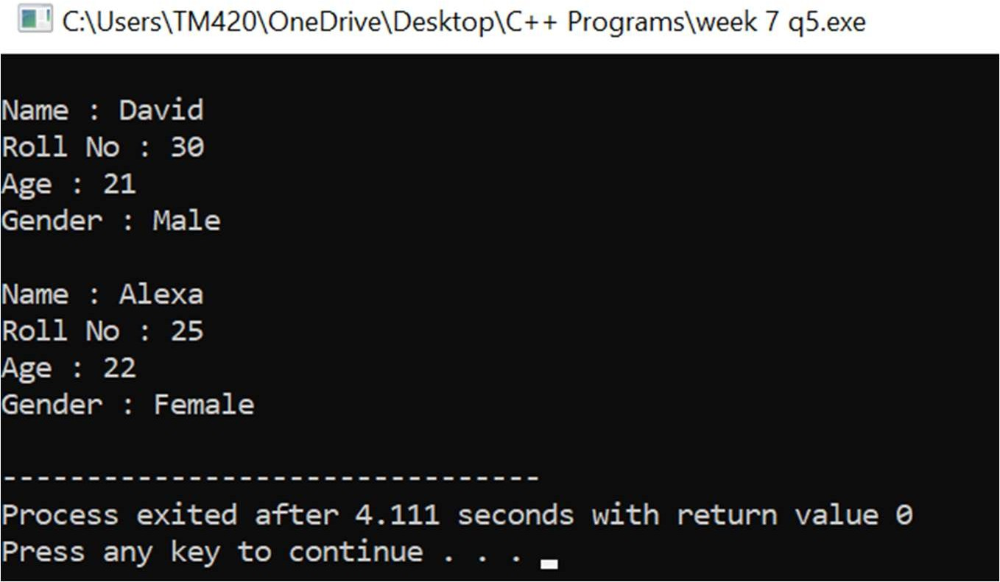 C:\Users\TM420\OneDrive\Desktop\C++ Programs\week 7 q5.exe
Name : David
Roll No : 30
Age : 21
Gender : Male
Name : Alexa
Roll No : 25
Age : 22
Gender : Female
--------------------------------
Process exited after 4.111 seconds with return value 0
Press any key to continue . . .